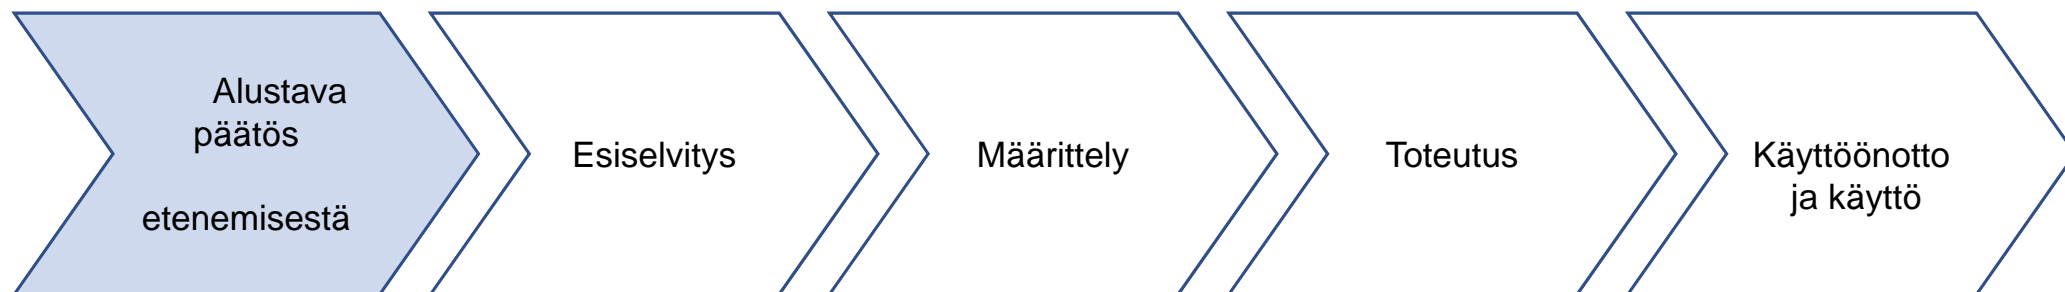 Alustava
päätös
etenemisestä
Esiselvitys
Määrittely
Toteutus
Käyttöönotto
ja käyttö